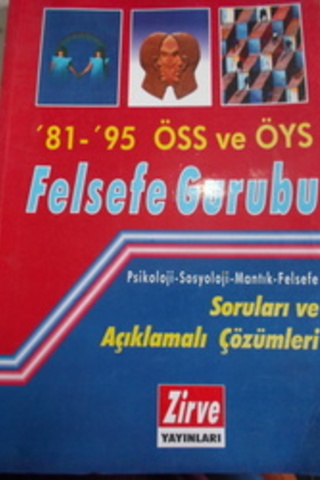 '81-'95 ÖSS ve ÖYS
Felsefe Gurubu
Psikoloji-Sosyoloji-Mantık-Felsefe
Soruları ve
Açıklamalı Çözümleri
Zirve
YAYINLARI